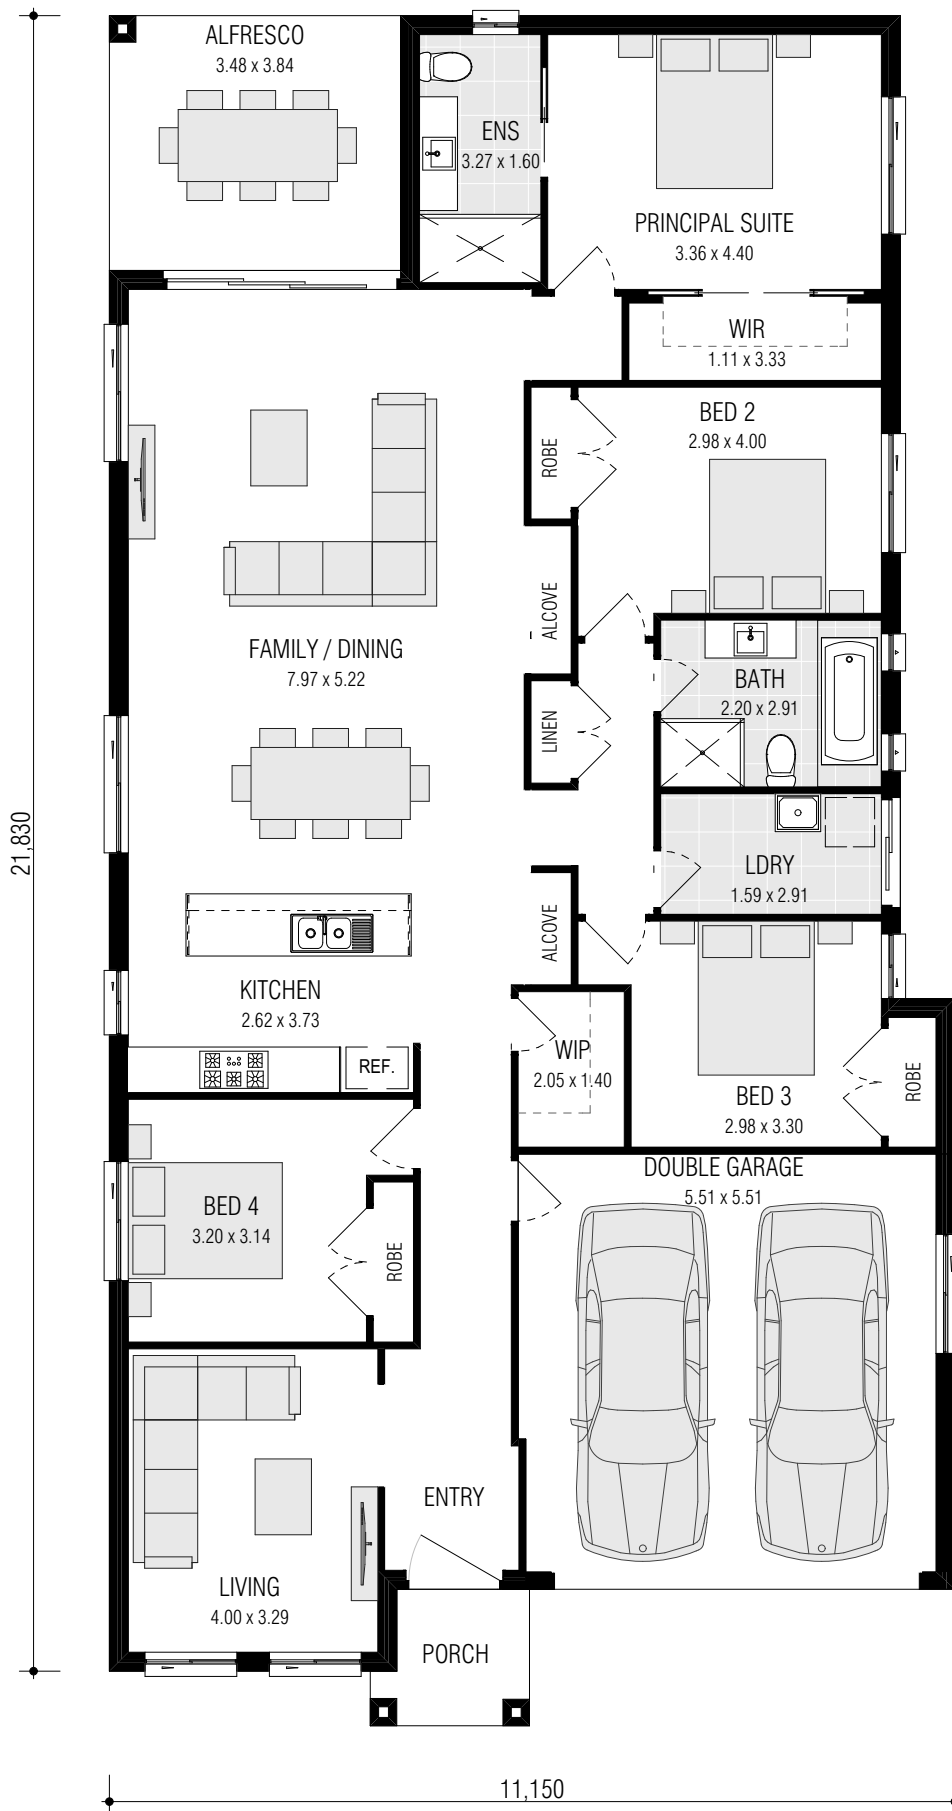 ALFRESCO
3.48 x 3.84
ENS
3.27 x 1.60
PRINCIPAL SUITE
3.36 x 4.40
WIR
1.11 x 3.33
BED 2
2.98 x 4.00
ROBE
ALCOVE
FAMILY / DINING
7.97 x 5.22
LINEN
BATH
2.20 x 2.91
21,830
LDRY
1.59 x 2.91
ALCOVE
KITCHEN
2.62 x 3.73
REF.
WIP
2.05 x 1.40
BED 3
2.98 x 3.30
ROBE
DOUBLE GARAGE
5.51 x 5.51
BED 4
3.20 x 3.14
ROBE
ENTRY
LIVING
4.00 x 3.29
PORCH
11,150